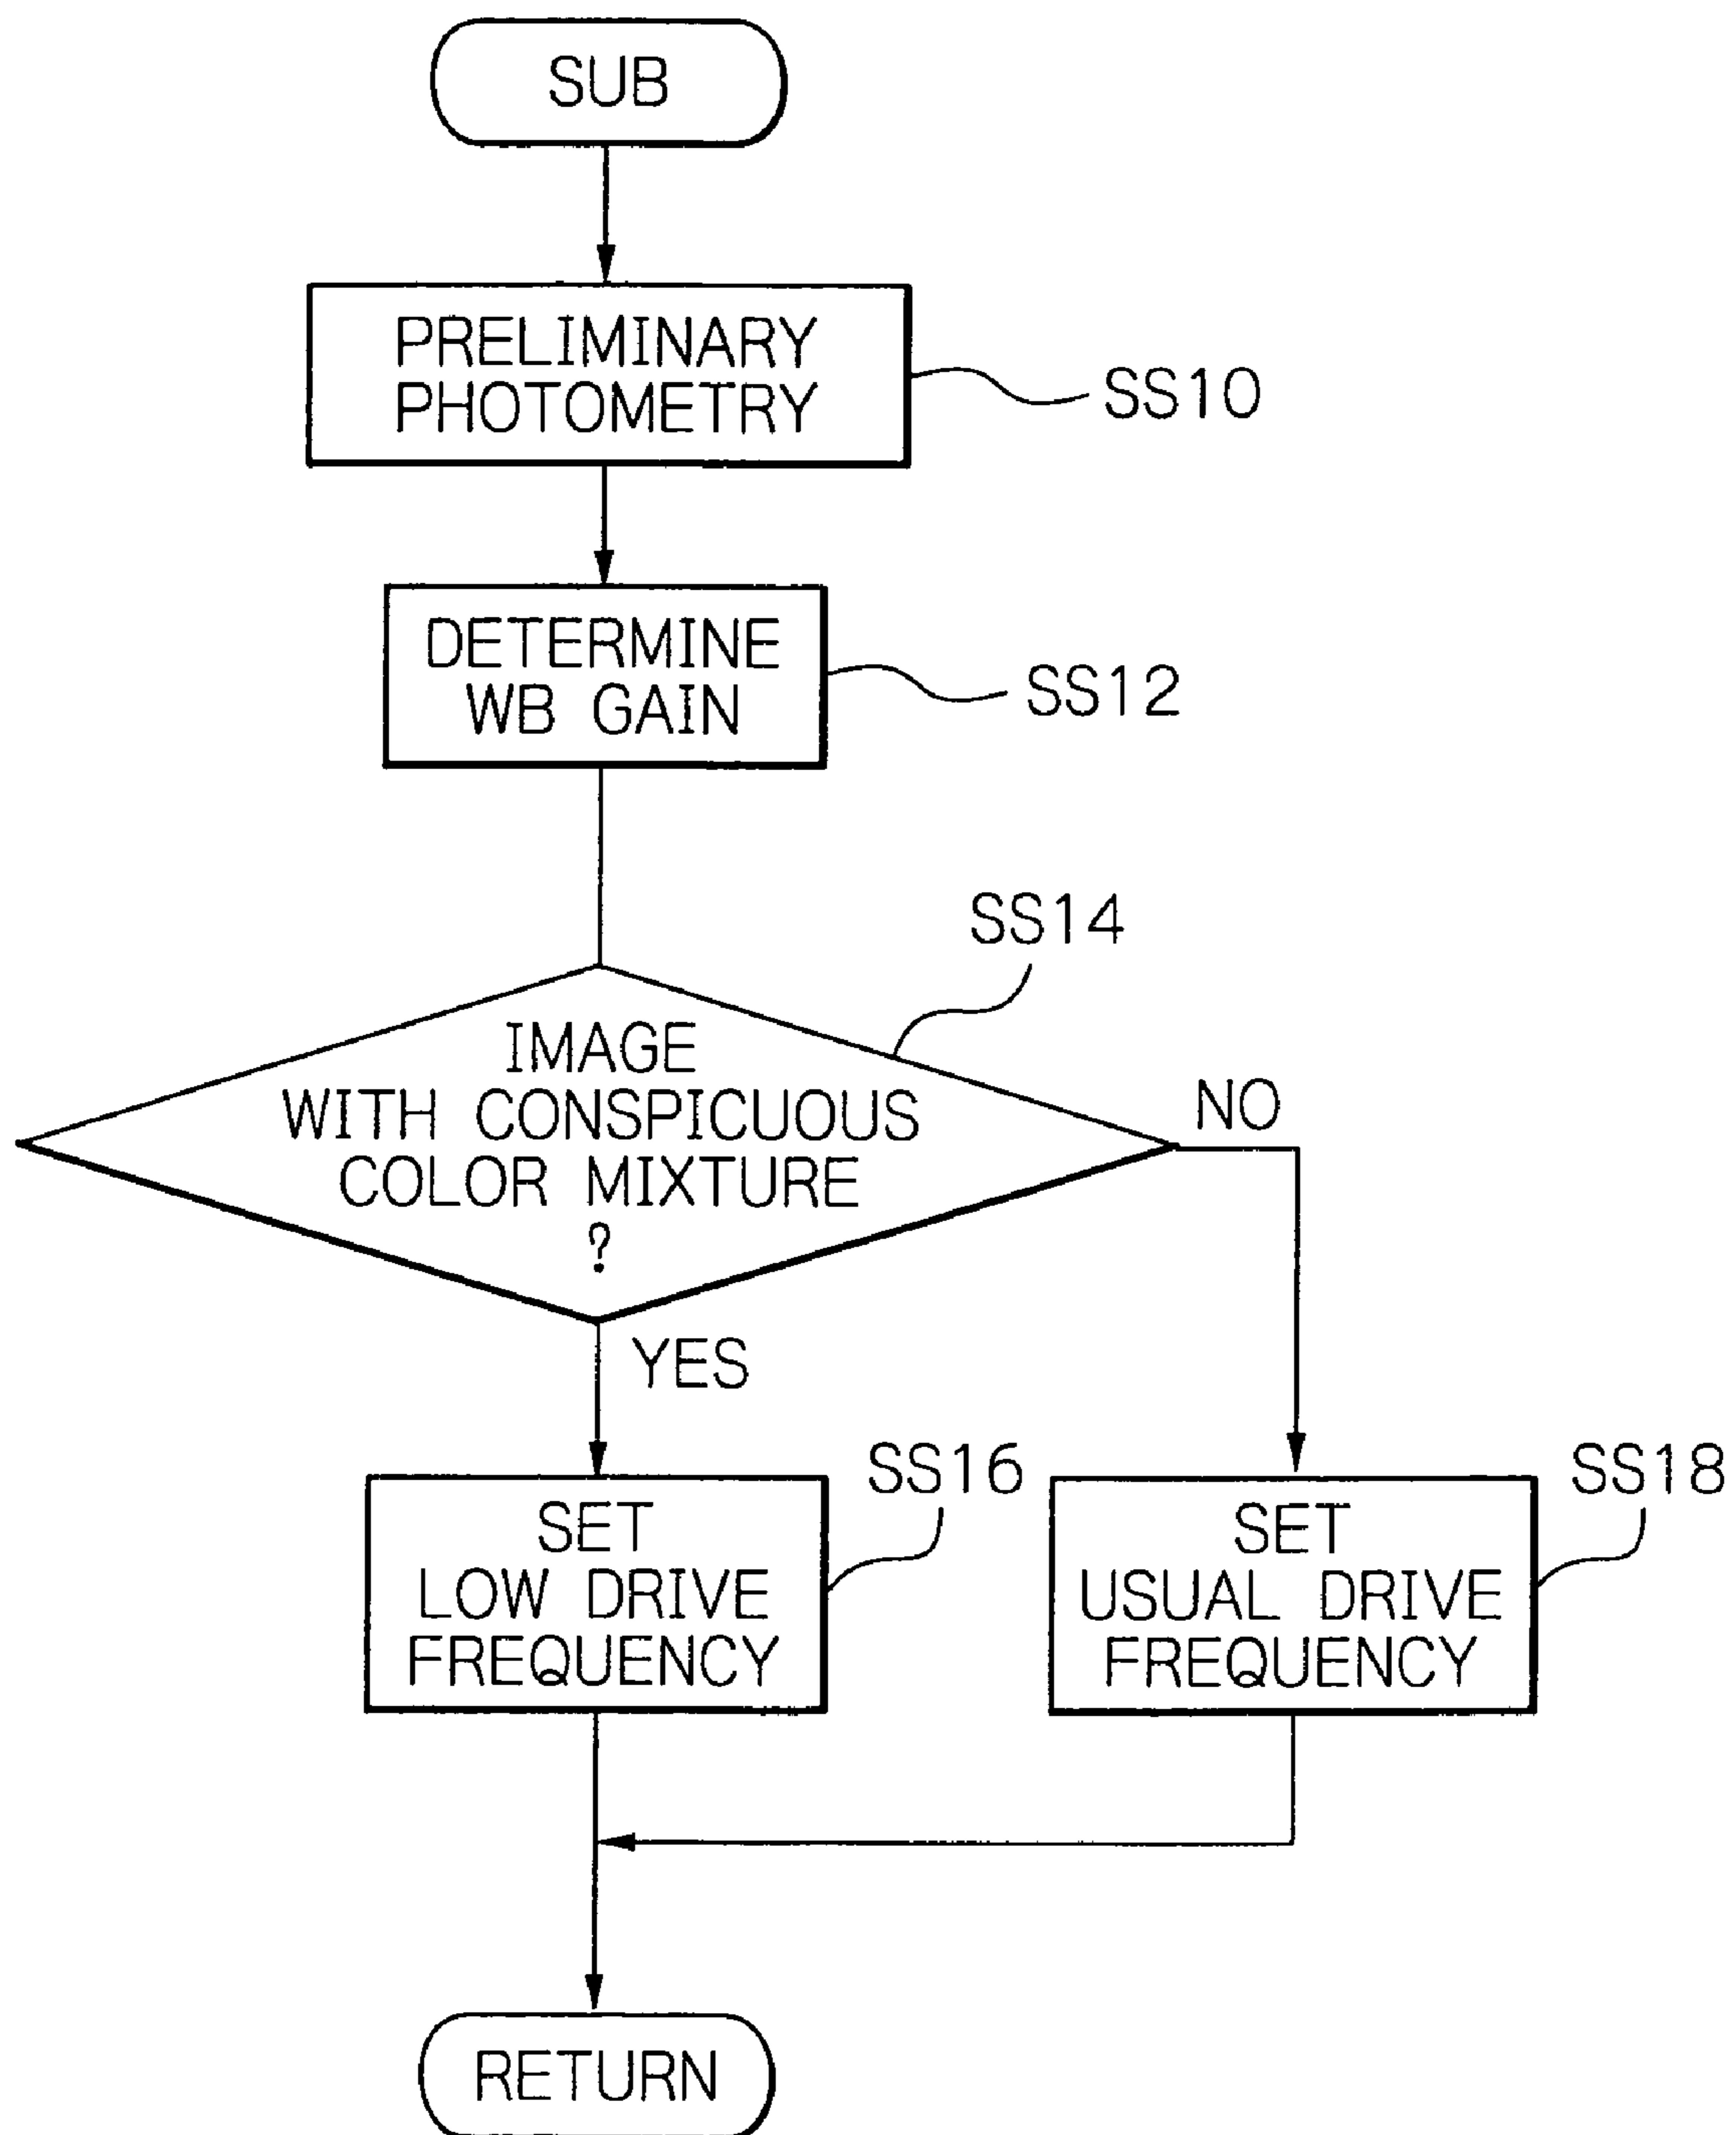 SUB
PRELIMINARY
PHOTOMETRY
SS10
DETERMINE
WB GAIN
SS12
SS14
IMAGE
WITH CONSPICUOUS
COLOR MIXTURE
?
NO
YES
SS16
SET
LOW DRIVE
FREQUENCY
SS18
SET
USUAL DRIVE
FREQUENCY
RETURN